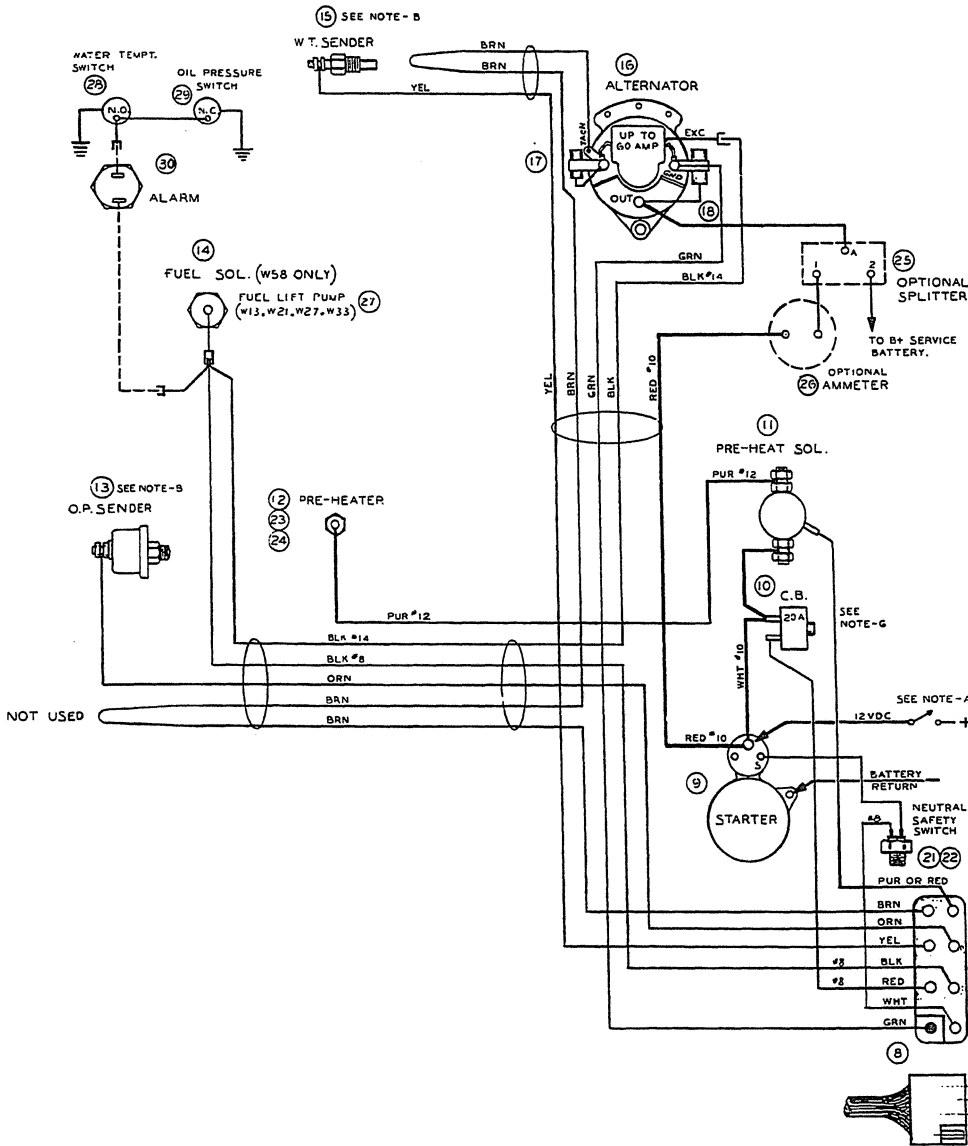 15 SEE NOTE-B
W.T. SENDER
BRN
BRN
YEL
WATER TEMPT.
SWITCH
28
OIL PRESSURE
SWITCH
29
N.O.
N.C
30
ALARM
16
ALTERNATOR
TACH
UP TO
60 AMP
EXC
17
GND
OUT
18
GRN
BLK#14
14
FUEL SOL. (W58 ONLY)
FUEL LIFT PUMP
(W13.W21.W27.W33)
27
A
1
2
25
OPTIONAL
SPLITTER
TO B+ SERVICE
BATTERY.
26 OPTIONAL
AMMETER
YEL
BRN
GRN
BLK
RED #10
11
PRE-HEAT SOL.
PUR #12
13 SEE NOTE-B
O.P. SENDER
12 PRE-HEATER
23
24
10
C.B.
20A
SEE
NOTE-G
PUR #12
BLK #14
BLK #8
ORN
BRN
BRN
NOT USED
WHT #10
SEE NOTE-A
12VDC
+
RED #10
S
9
STARTER
BATTERY
RETURN
NEUTRAL
SAFETY
SWITCH
#8
21 22
PUR OR RED
BRN
ORN
YEL
#8 BLK
#8 RED
WHT
GRN
8